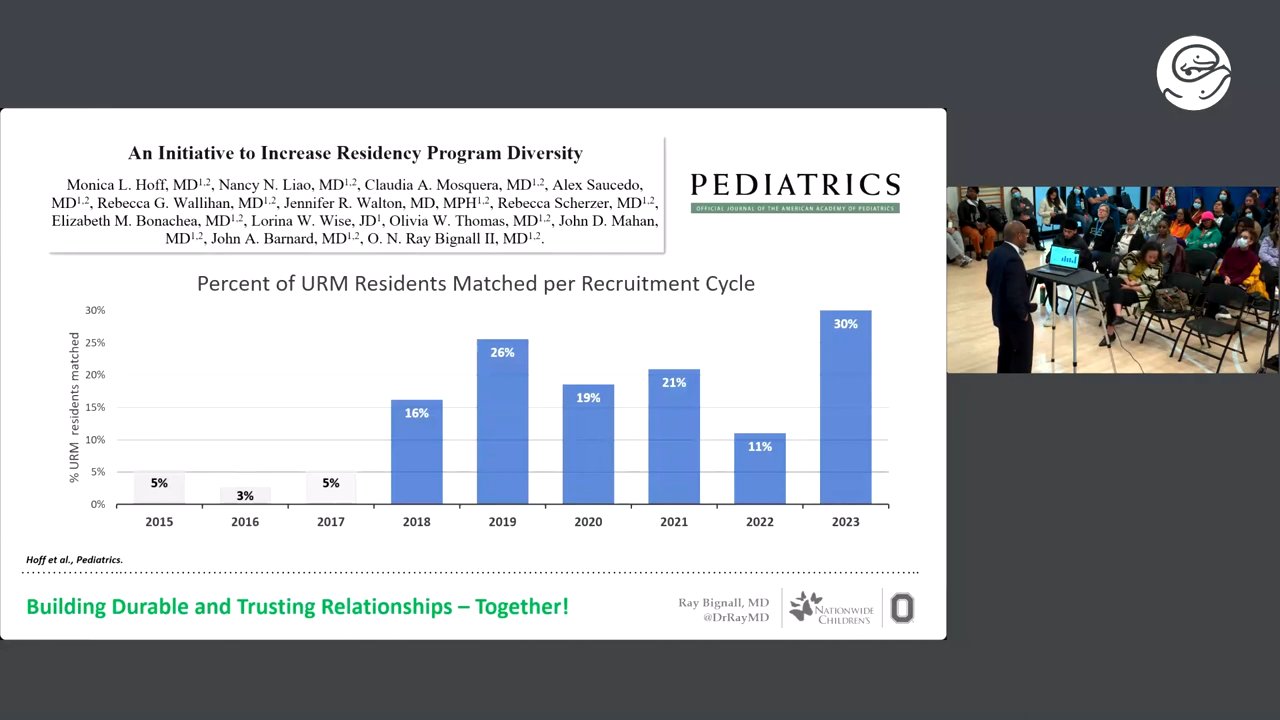 An Initiative to Increase Residency Program Diversity
Monica L. Hoff, MD1,2, Nancy N. Liao, MD1,2, Claudia A. Mosquera, MD1,2, Alex Saucedo,
MD1,2, Rebecca G. Wallihan, MD1,2, Jennifer R. Walton, MD, MPH1,2, Rebecca Scherzer, MD1,2,
Elizabeth M. Bonachea, MD1,2, Lorina W. Wise, JD1, Olivia W. Thomas, MD1,2, John D. Mahan,
MD1,2, John A. Barnard, MD1,2, O. N. Ray Bignall II, MD1,2.
PEDIATRICS
OFFICIAL JOURNAL OF THE AMERICAN ACADEMY OF PEDIATRICS
Percent of URM Residents Matched per Recruitment Cycle
% URM residents matched
30%
25%
20%
15%
10%
5%
0%
5%
3%
5%
16%
26%
19%
21%
11%
30%
2015 2016 2017 2018 2019 2020 2021 2022 2023
Hoff et al., Pediatrics.
Building Durable and Trusting Relationships – Together!
Ray Bignall, MD
@DrRayMD
NATIONWIDE
CHILDREN'S
O